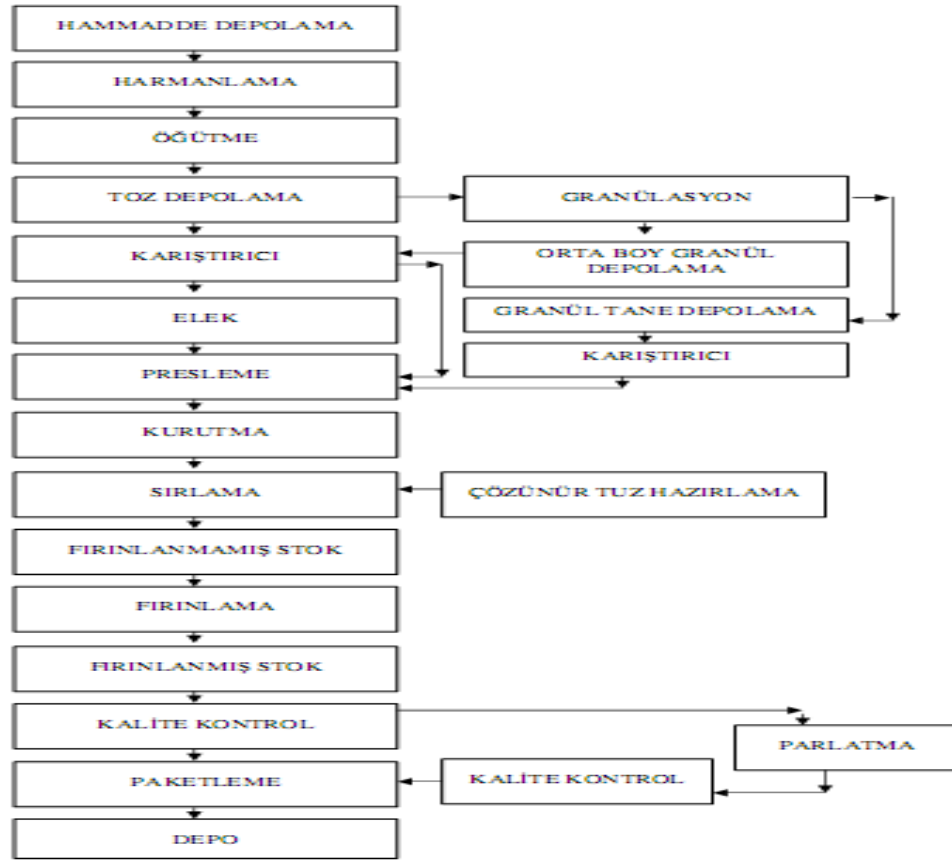 HAMMADDE DEPOLAMA
HARMANLAMA
ÖĞÜTME
TOZ DEPOLAMA
GRANÜLASYON
KARIŞTIRICI
ORTA BOY GRANÜL
DEPOLAMA
ELEK
GRANÜL TANE DEPOLAMA
PRESLEME
KARIŞTIRICI
KURUTMA
SIRLAMA
ÇÖZÜNÜR TUZ HAZIRLAMA
FIRINLANMAMIŞ STOK
FIRINLAMA
FIRINLANMIŞ STOK
KALİTE KONTROL
PARLATMA
PAKETLEME
KALİTE KONTROL
DEPO